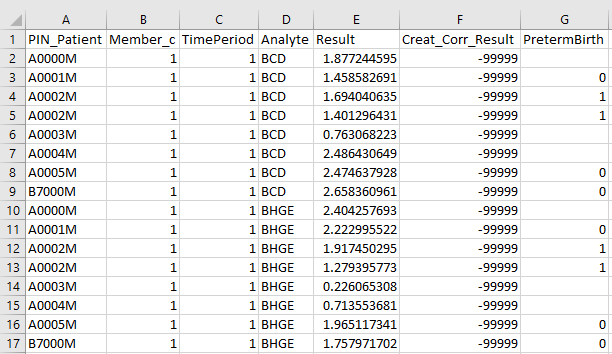 A B C D E F G
1 PIN_Patient Member_c TimePeriod Analyte Result Creat_Corr_Result PretermBirth
2 A0000M 1 1 BCD 1.877244595 -99999
3 A0001M 1 1 BCD 1.458582691 -99999 0
4 A0002M 1 1 BCD 1.694040635 -99999 1
5 A0002M 1 1 BCD 1.401296431 -99999 1
6 A0003M 1 1 BCD 0.763068223 -99999
7 A0004M 1 1 BCD 2.486430649 -99999
8 A0005M 1 1 BCD 2.474637928 -99999 0
9 B7000M 1 1 BCD 2.658360961 -99999 0
10 A0000M 1 1 BHGE 2.404257693 -99999
11 A0001M 1 1 BHGE 2.222995522 -99999 0
12 A0002M 1 1 BHGE 1.917450295 -99999 1
13 A0002M 1 1 BHGE 1.279395773 -99999 1
14 A0003M 1 1 BHGE 0.226065308 -99999
15 A0004M 1 1 BHGE 0.713553681 -99999
16 A0005M 1 1 BHGE 1.965117341 -99999 0
17 B7000M 1 1 BHGE 1.757971702 -99999 0